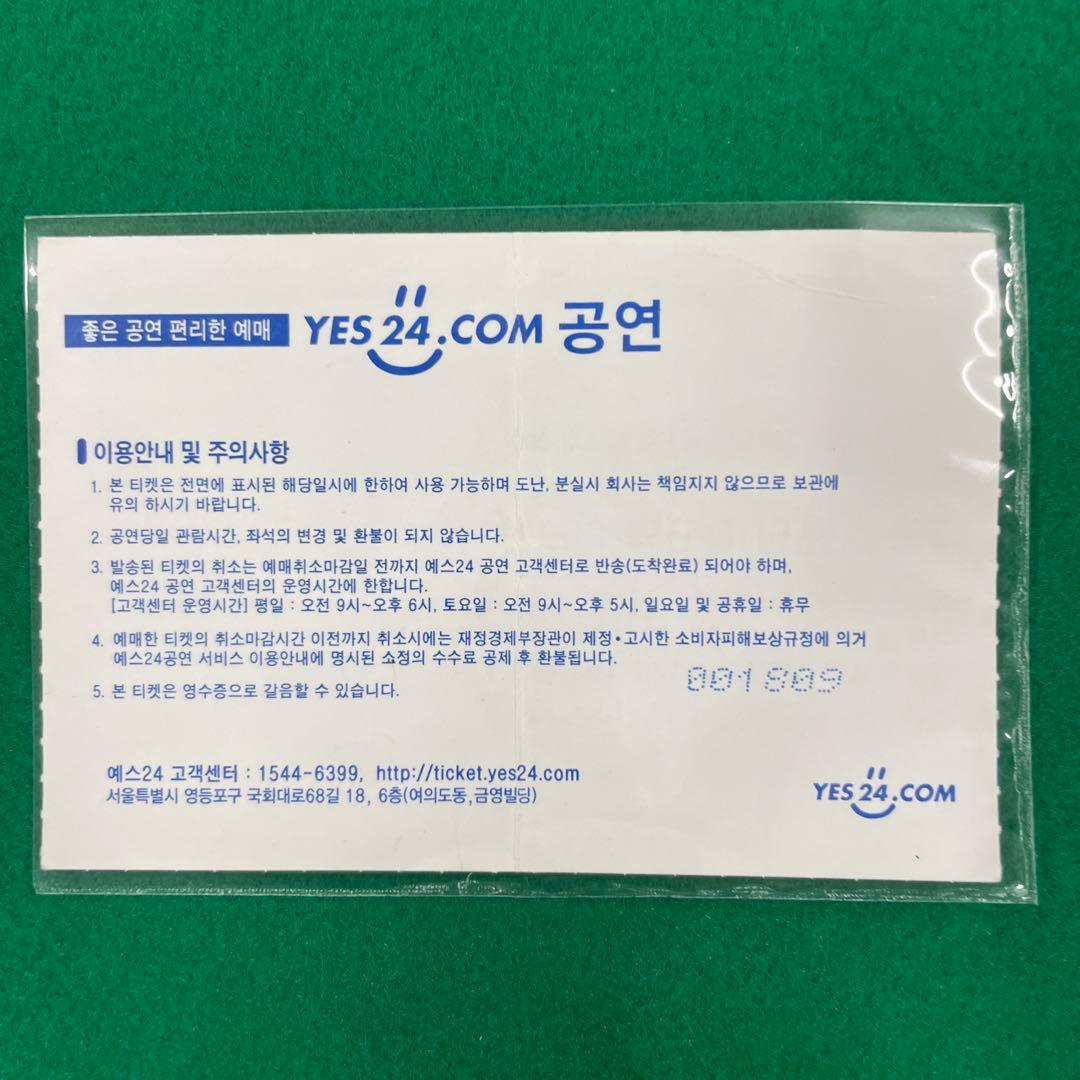 좋은 공연 편리한 예매 YES 24.COM 공연
이용안내 및 주의사항
1. 본 티켓은 전면에 표시된 해당일시에 한하여 사용 가능하며 도난, 분실시 회사는 책임지지 않으므로 보관에
유의 하시기 바랍니다.
2. 공연당일 관람시간, 좌석의 변경 및 환불이 되지 않습니다.
3. 발송된 티켓의 취소는 예매취소마감일 전까지 예스24 공연 고객센터로 반송(도착완료) 되어야 하며,
예스24 공연 고객센터의 운영시간에 한합니다.
[고객센터 운영시간] 평일 : 오전 9시~오후 6시, 토요일 : 오전 9시~오후 5시, 일요일 및 공휴일 : 휴무
4. 예매한 티켓의 취소마감시간 이전까지 취소시에는 재정경제부장관이 제정·고시한 소비자피해보상규정에 의거
예스24공연 서비스 이용안내에 명시된 소정의 수수료 공제 후 환불됩니다.
5. 본 티켓은 영수증으로 갈음할 수 있습니다.
001809
예스24 고객센터 : 1544-6399, http://ticket.yes24.com
서울특별시 영등포구 국회대로68길 18, 6층(여의도동,금영빌딩)
YES 24.COM